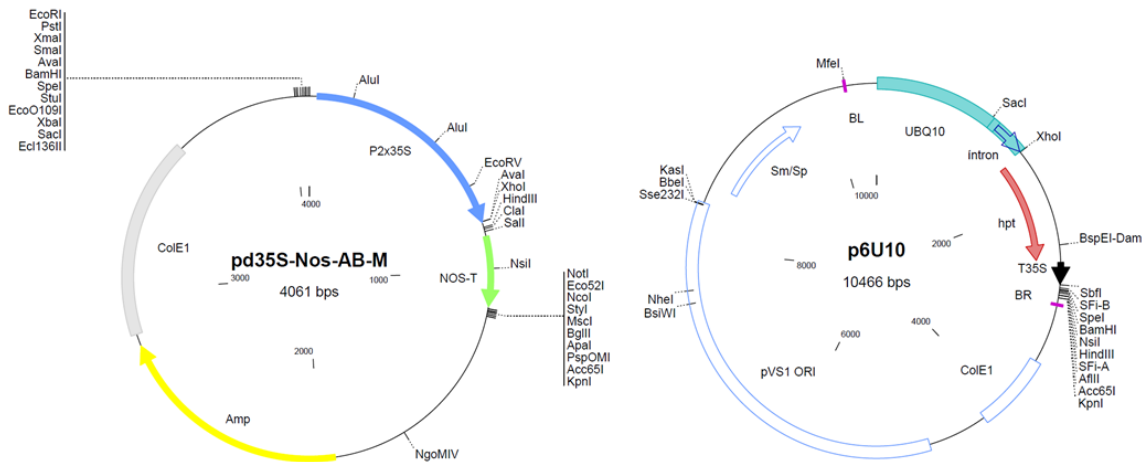 EcoRI
PstI
XmaI
SmaI
AvaI
BamHI
SpeI
StuI
EcoO109I
XbaI
SacI
Ecl136II
AluI
AluI
P2x35S
EcoRV
AvaI
XhoI
HindIII
ClaI
SalI
NsiI
NOS-T
NotI
Eco52I
NcoI
StyI
MscI
BglII
ApaI
PspOMI
Acc65I
KpnI
NgoMIV
Amp
ColE1
4000
1000
2000
3000
pd35S-Nos-AB-M
4061 bps
MfeI
BL
UBQ10
SacI
XhoI
intron
hpt
BspEI-Dam
T35S
BR
SbfI
SFi-B
SpeI
BamHI
NsiI
HindIII
SFi-A
AflII
Acc65I
KpnI
ColE1
pVS1 ORI
BsiWI
NheI
Sse232I
BbeI
KasI
Sm/Sp
10000
2000
4000
6000
8000
p6U10
10466 bps